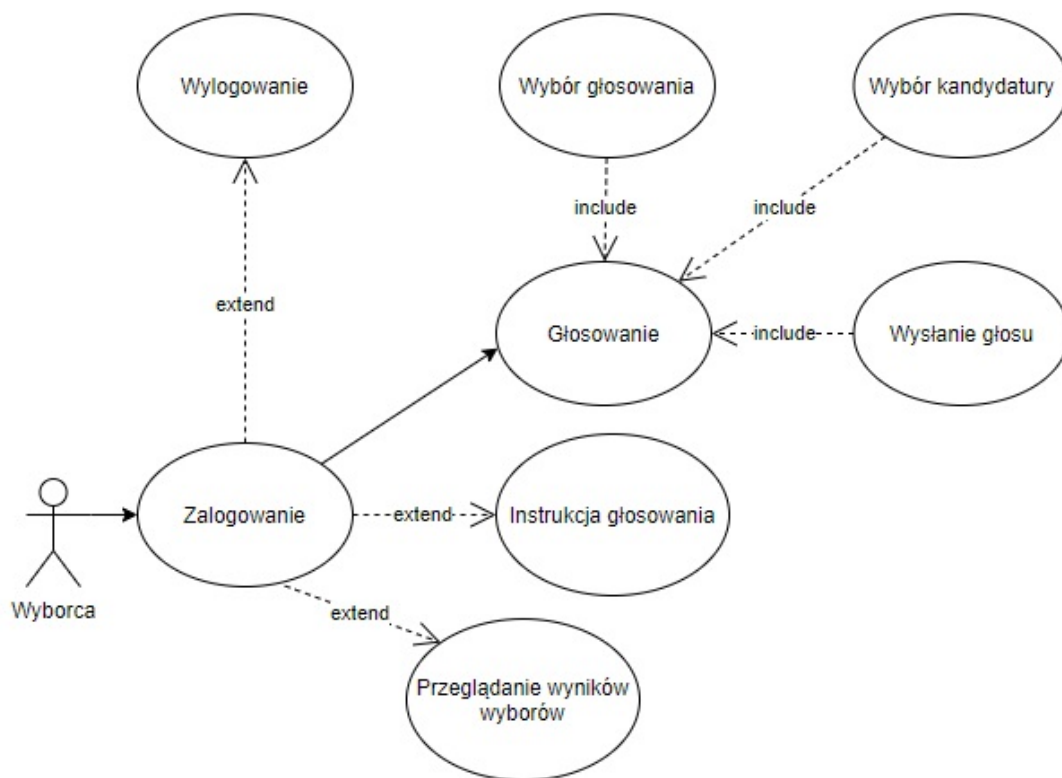 Wylogowanie
Wybór głosowania
Wybór kandydatury
include
include
extend
Głosowanie
include
Wysłanie głosu
Zalogowanie
extend
Instrukcja głosowania
Wyborca
extend
Przeglądanie wyników
wyborów